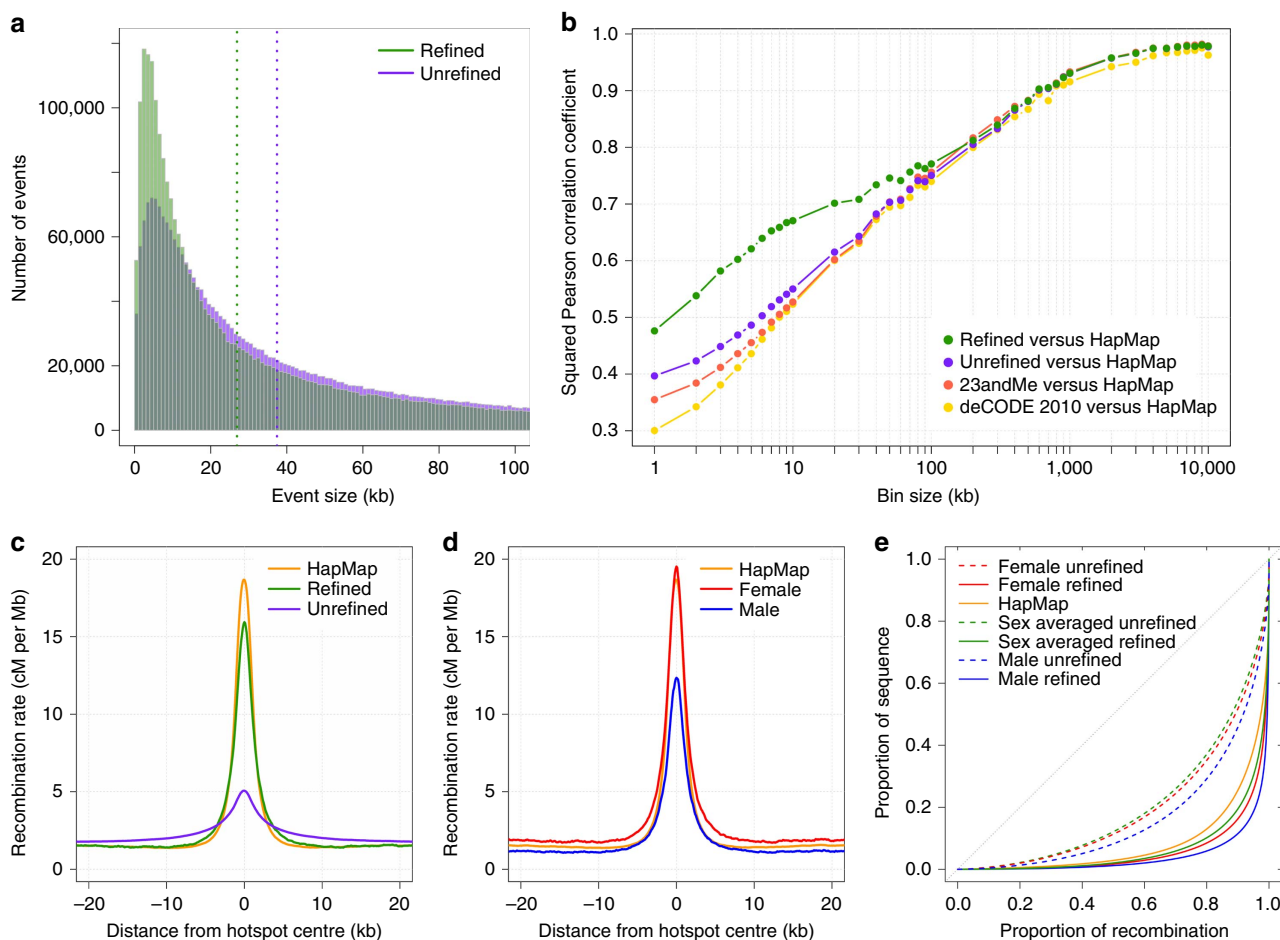 a
Number of events
100,000
60,000
20,000
0
0 20 40 60 80 100
Event size (kb)
Refined
Unrefined
b
Squared Pearson correlation coefficient
1.0
0.9
0.8
0.7
0.6
0.5
0.4
0.3
1 10 100 1,000 10,000
Bin size (kb)
Refined versus HapMap
Unrefined versus HapMap
23andMe versus HapMap
deCODE 2010 versus HapMap
c
Recombination rate (cM per Mb)
20
15
10
5
0
–20 –10 0 10 20
Distance from hotspot centre (kb)
HapMap
Refined
Unrefined
d
Recombination rate (cM per Mb)
20
15
10
5
0
–20 –10 0 10 20
Distance from hotspot centre (kb)
HapMap
Female
Male
e
Proportion of sequence
1.0
0.8
0.6
0.4
0.2
0.0
0.0 0.2 0.4 0.6 0.8 1.0
Proportion of recombination
Female unrefined
Female refined
HapMap
Sex averaged unrefined
Sex averaged refined
Male unrefined
Male refined